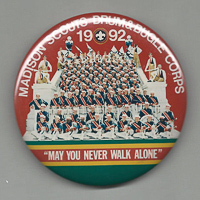 MADISON SCOUTS DRUM & BUGLE CORPS
1992
"MAY YOU NEVER WALK ALONE"